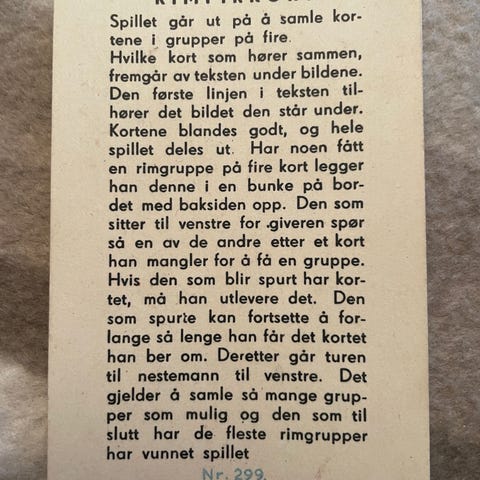 Spillet går ut på å samle kor-
tene i grupper på fire.
Hvilke kort som hører sammen,
fremgår av teksten under bildene.
Den første linjen i teksten til-
hører det bildet den står under.
Kortene blandes godt, og hele
spillet deles ut. Har noen fått
en rimgruppe på fire kort legger
han denne i en bunke på bor-
det med baksiden opp. Den som
sitter til venstre for giveren spør
så en av de andre etter et kort
han mangler for å få en gruppe.
Hvis den som blir spurt har kor-
tet, må han utlevere det. Den
som spurte kan fortsette å for-
lange så lenge han får det kortet
han ber om. Deretter går turen
til nestemann til venstre. Det
gjelder å samle så mange grup-
per som mulig og den som til
slutt har de fleste rimgrupper
har vunnet spillet
Nr. 299.